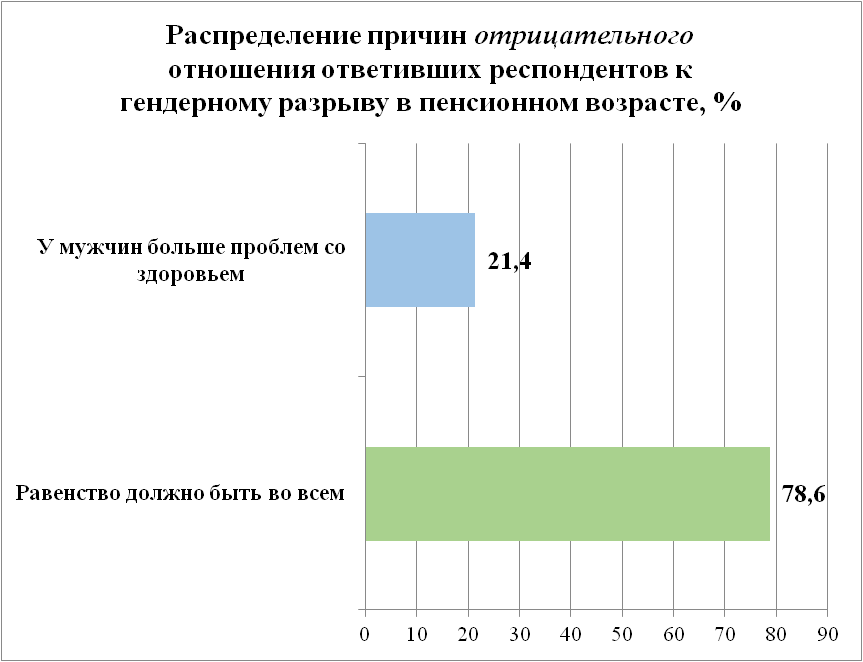 Распределение причин отрицательного
отношения ответивших респондентов к
гендерному разрыву в пенсионном возрасте, %
У мужчин больше проблем со
здоровьем
21,4
Равенство должно быть во всем
78,6
0 10 20 30 40 50 60 70 80 90